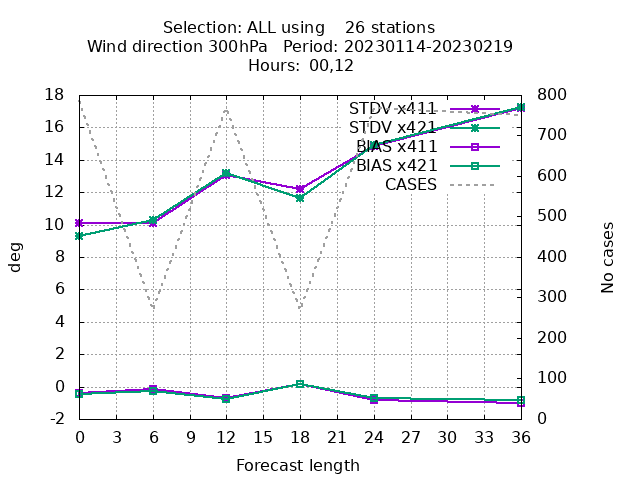 Selection: ALL using 26 stations
Wind direction 300hPa Period: 20230114-20230219
Hours: 00,12
STDV x411
STDV x421
BIAS x411
BIAS x421
CASES
18
16
14
12
10
8
6
4
2
0
-2
deg
800
700
600
500
400
300
200
100
0
No cases
0 3 6 9 12 15 18 21 24 27 30 33 36
Forecast length